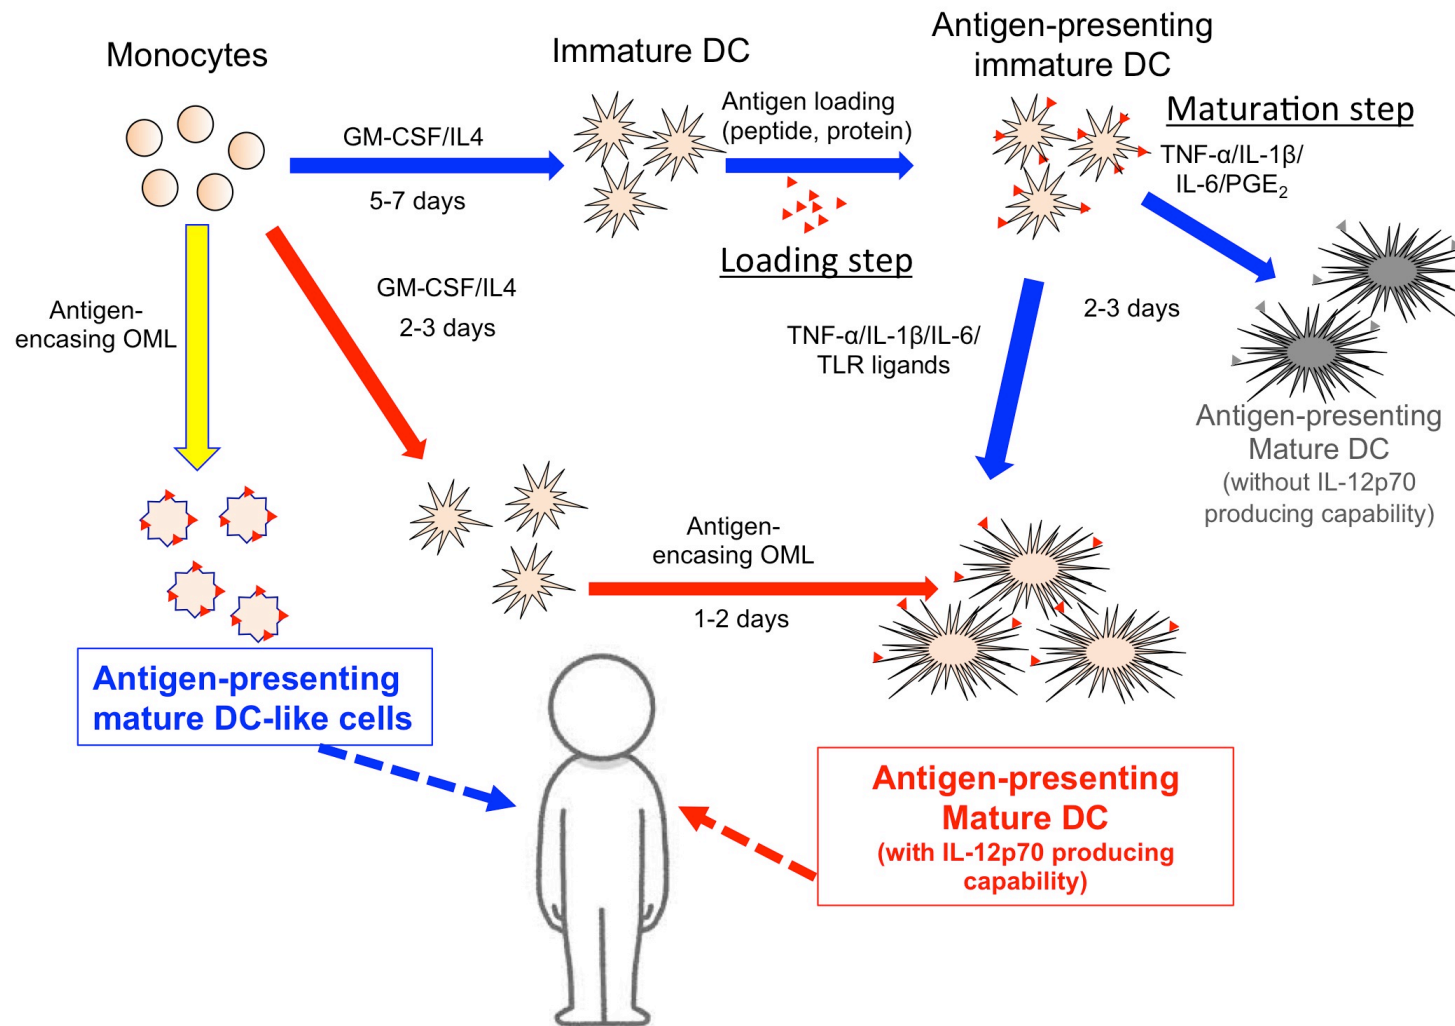 Monocytes
Immature DC
Antigen-presenting
immature DC
GM-CSF/IL4
5-7 days
Antigen loading
(peptide, protein)
Loading step
Maturation step
TNF-α/IL-1β/
IL-6/PGE₂
Antigen-
encasing OML
GM-CSF/IL4
2-3 days
TNF-α/IL-1β/IL-6/
TLR ligands
2-3 days
Antigen-presenting
Mature DC
(without IL-12p70
producing capability)
Antigen-
encasing OML
1-2 days
Antigen-presenting
mature DC-like cells
Antigen-presenting
Mature DC
(with IL-12p70 producing
capability)